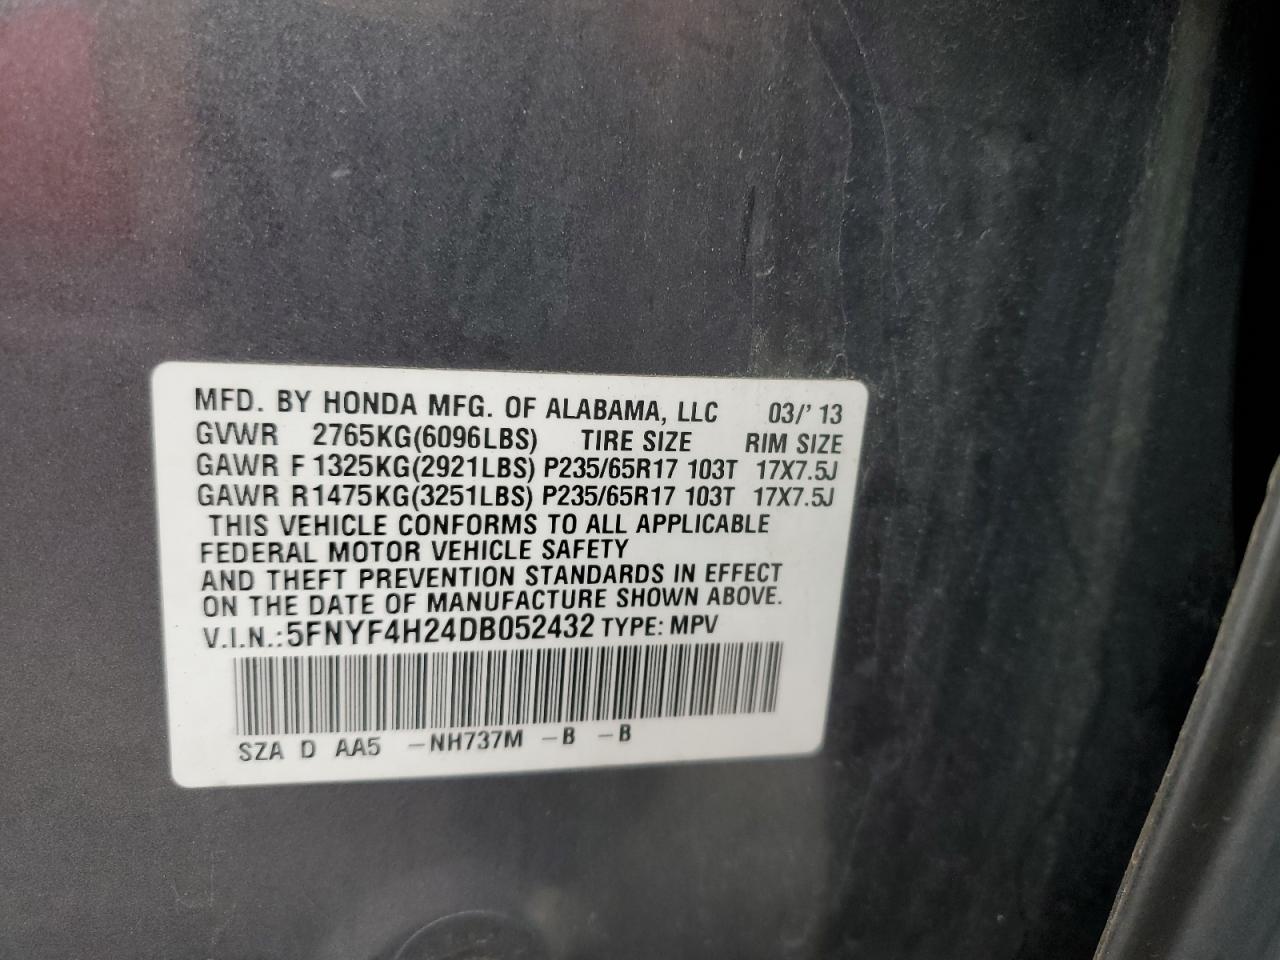 MFD. BY HONDA MFG. OF ALABAMA, LLC 03/' 13
GVWR 2765KG(6096LBS) TIRE SIZE RIM SIZE
GAWR F 1325KG(2921LBS) P235/65R17 103T 17X7.5J
GAWR R1475KG(3251LBS) P235/65R17 103T 17X7.5J
THIS VEHICLE CONFORMS TO ALL APPLICABLE
FEDERAL MOTOR VEHICLE SAFETY
AND THEFT PREVENTION STANDARDS IN EFFECT
ON THE DATE OF MANUFACTURE SHOWN ABOVE.
V.I.N.:5FNYF4H24DB052432 TYPE: MPV
SZA D AA5 -NH737M -B -B